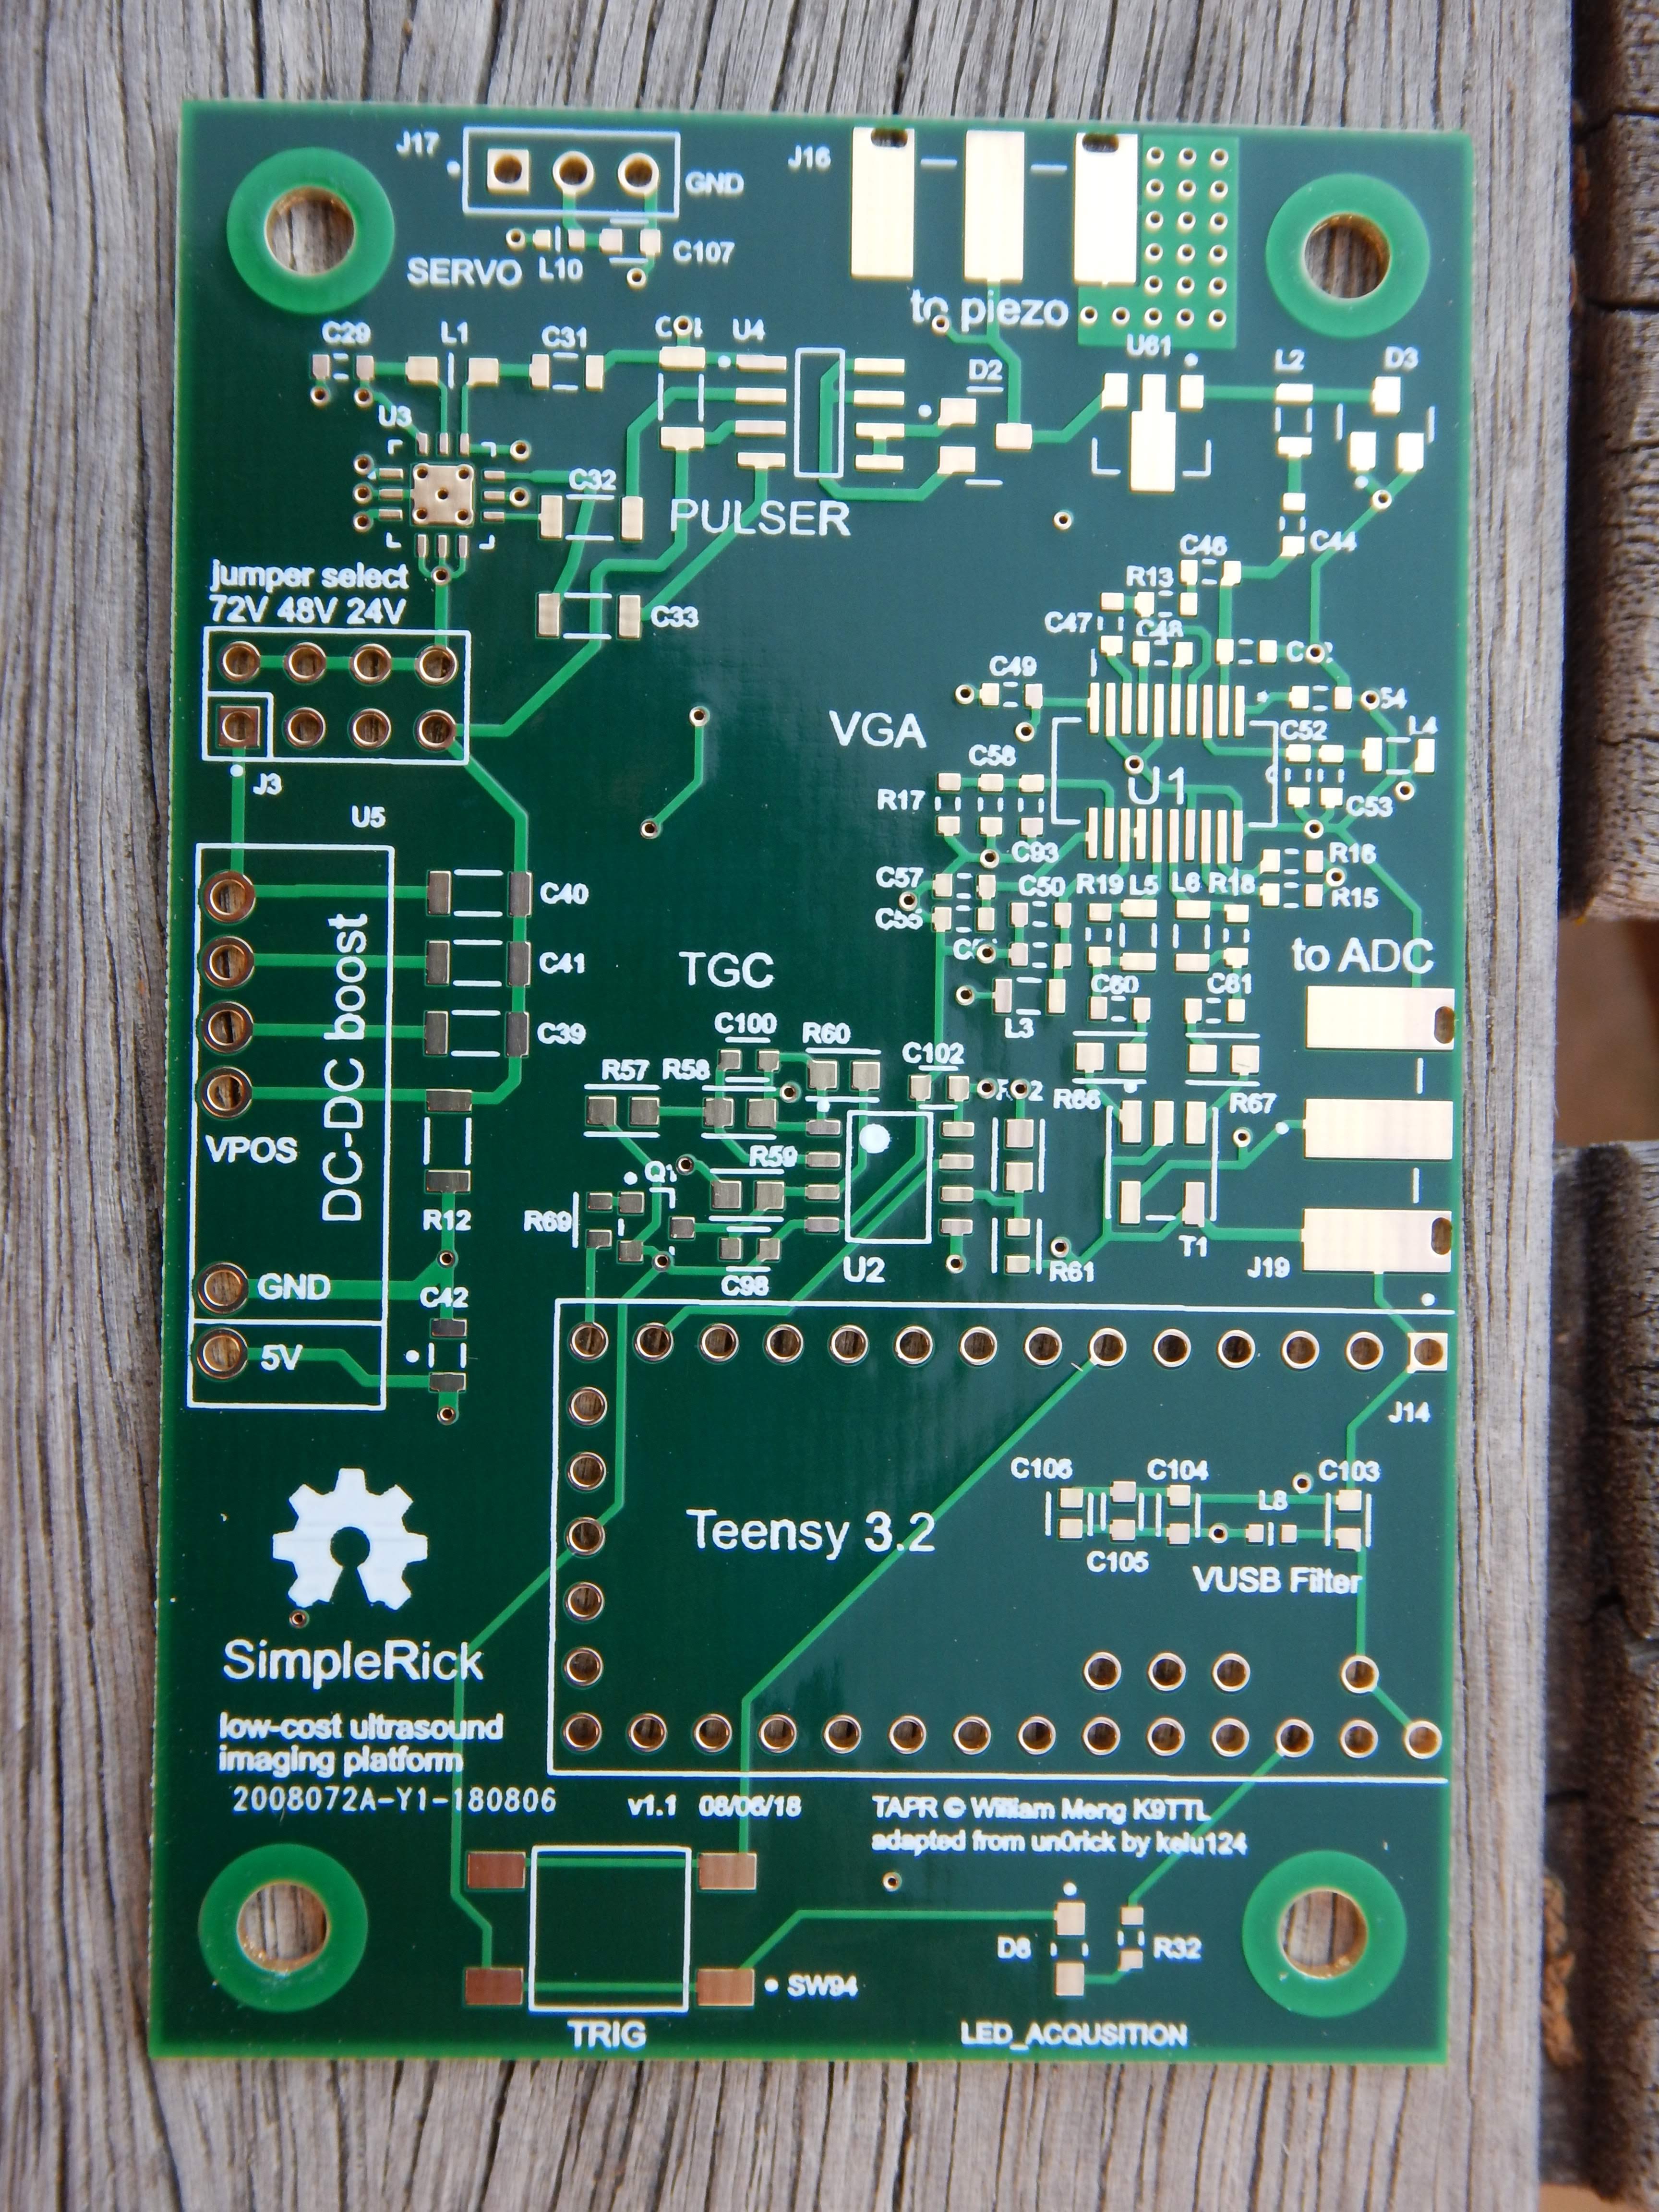 J17
GND
J16
C107
L10
SERVO
to piezo
C29
L1
C31
U4
U61
D2
L2
D3
U3
C32
PULSER
C44
C46
R13
jumper select
72V 48V 24V
C33
C47
C48
C49
54
VGA
C52
L4
J3
C58
U1
R17
C53
U5
C93
R16
C57
C50
R19
L5
L6
R18
R15
C40
DC-DC boost
TGC
to ADC
C41
C60
C61
L3
C39
C100
R60
C102
R57
R58
R66
R67
VPOS
R59
Q1
R12
R69
T1
J19
U2
R61
GND
C98
C42
5V
J14
C106
C104
C103
L8
Teensy 3.2
C105
VUSB Filter
SimpleRick
low-cost ultrasound
imaging platform
2008072A-Y1-180806
v1.1 08/06/18
TAPR © William Meng K9TTL
adapted from un0rick by kelu124
D8
R32
SW94
TRIG
LED_ACQUSITION